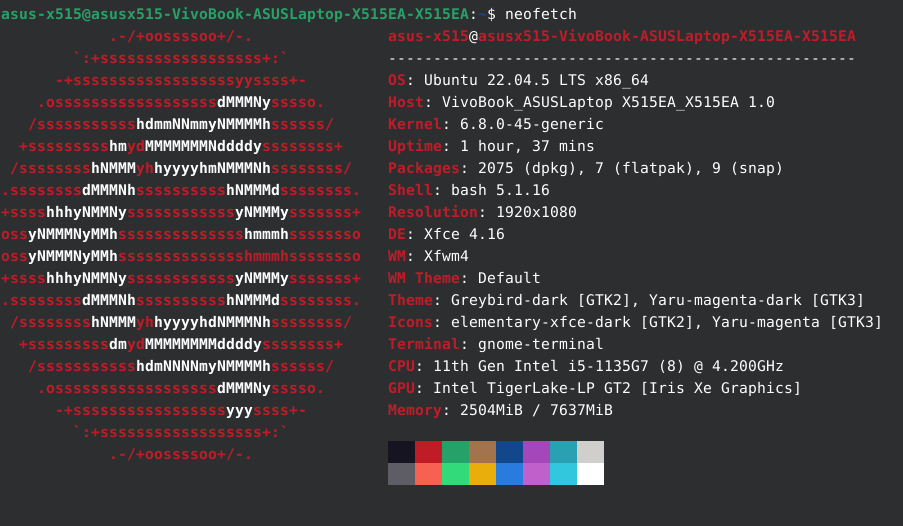 asus-x515@asusx515-VivoBook-ASUSLaptop-X515EA-X515EA:~$ neofetch
            .-/+oossssoo+/-.               asus-x515@asusx515-VivoBook-ASUSLaptop-X515EA-X515EA
        `:+ssssssssssssssssss+:`           ----------------------------------------------------
      -+ssssssssssssssssssyyssss+-         OS: Ubuntu 22.04.5 LTS x86_64
    .ossssssssssssssssssdMMMNysssso.       Host: VivoBook_ASUSLaptop X515EA_X515EA 1.0
   /ssssssssssshdmmNNmmyNMMMMhssssss/      Kernel: 6.8.0-45-generic
  +ssssssssshmydMMMMMMMNddddyssssssss+     Uptime: 1 hour, 37 mins
 /sssssssshNMMMyhhyyyyhmNMMMNhssssssss/    Packages: 2075 (dpkg), 7 (flatpak), 9 (snap)
.ssssssssdMMMNhsssssssssshNMMMdssssssss.   Shell: bash 5.1.16
+sssshhhyNMMNyssssssssssssyNMMMysssssss+   Resolution: 1920x1080
ossyNMMMNyMMhsssssssssssssshmmmhssssssso   DE: Xfce 4.16
ossyNMMMNyMMhsssssssssssssshmmmhssssssso   WM: Xfwm4
+sssshhhyNMMNyssssssssssssyNMMMysssssss+   WM Theme: Default
.ssssssssdMMMNhsssssssssshNMMMdssssssss.   Theme: Greybird-dark [GTK2], Yaru-magenta-dark [GTK3]
 /sssssssshNMMMyhhyyyyhdNMMMNhssssssss/    Icons: elementary-xfce-dark [GTK2], Yaru-magenta [GTK3]
  +sssssssssdmydMMMMMMMMddddyssssssss+     Terminal: gnome-terminal
   /ssssssssssshdmNNNNmyNMMMMhssssss/      CPU: 11th Gen Intel i5-1135G7 (8) @ 4.200GHz
    .ossssssssssssssssssdMMMNysssso.       GPU: Intel TigerLake-LP GT2 [Iris Xe Graphics]
      -+sssssssssssssssssyyyssss+-         Memory: 2504MiB / 7637MiB
        `:+ssssssssssssssssss+:`
            .-/+oossssoo+/-.